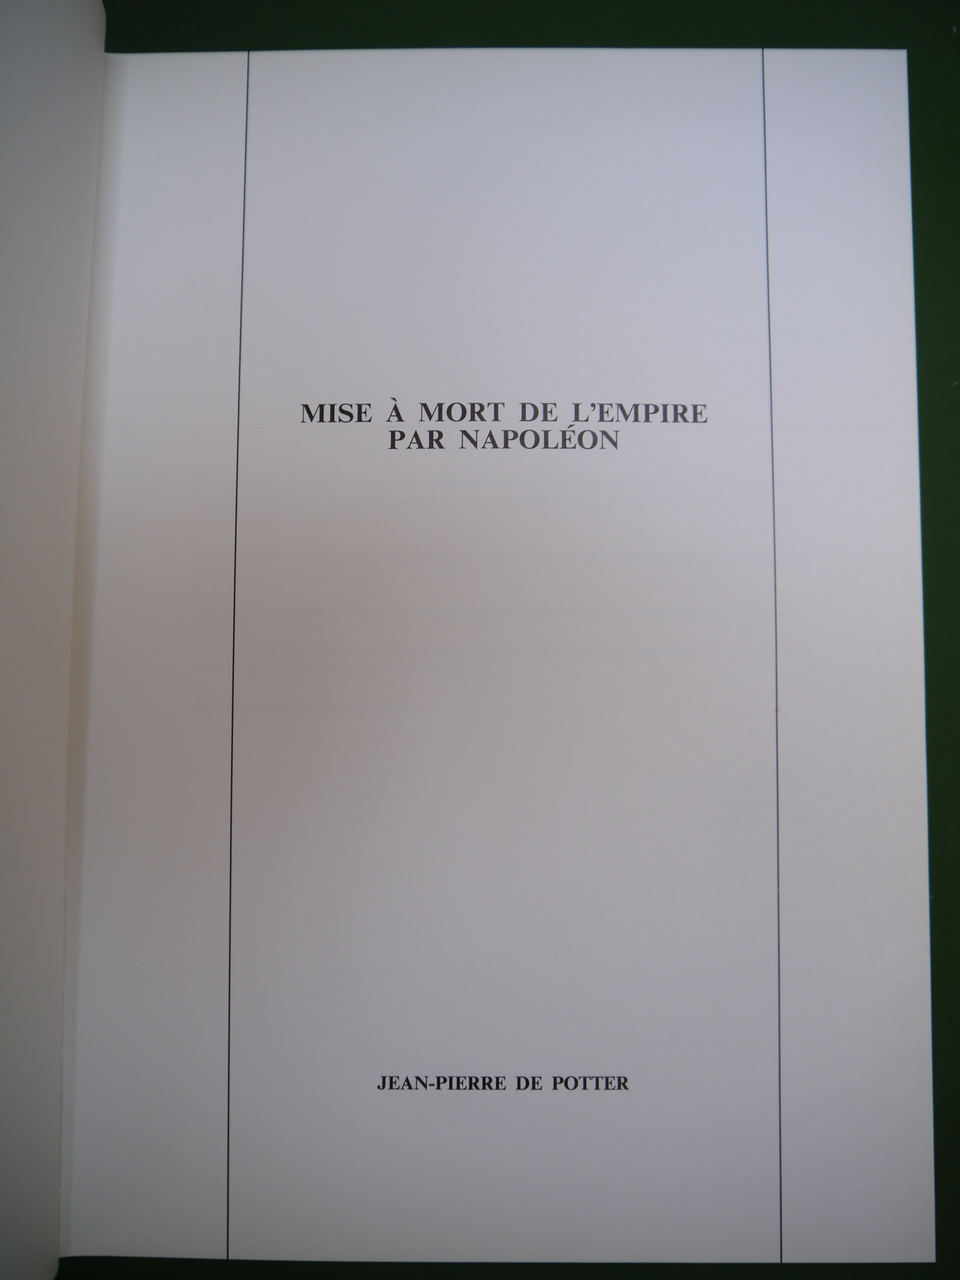 MISE À MORT DE L'EMPIRE
PAR NAPOLÉON
JEAN-PIERRE DE POTTER